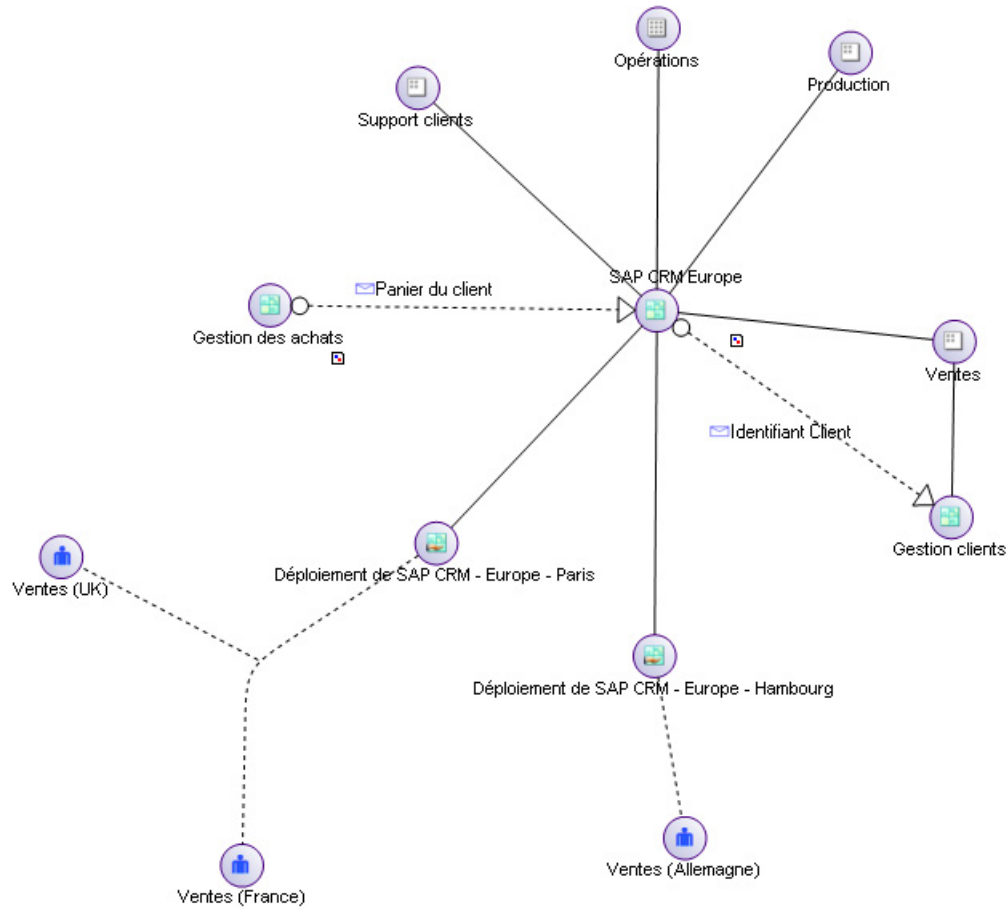 Opérations
Production
Support clients
SAP CRM Europe
Panier du client
Gestion des achats
Ventes
Identifiant Client
Gestion clients
Déploiement de SAP CRM - Europe - Paris
Ventes (UK)
Déploiement de SAP CRM - Europe - Hambourg
Ventes (Allemagne)
Ventes (France)